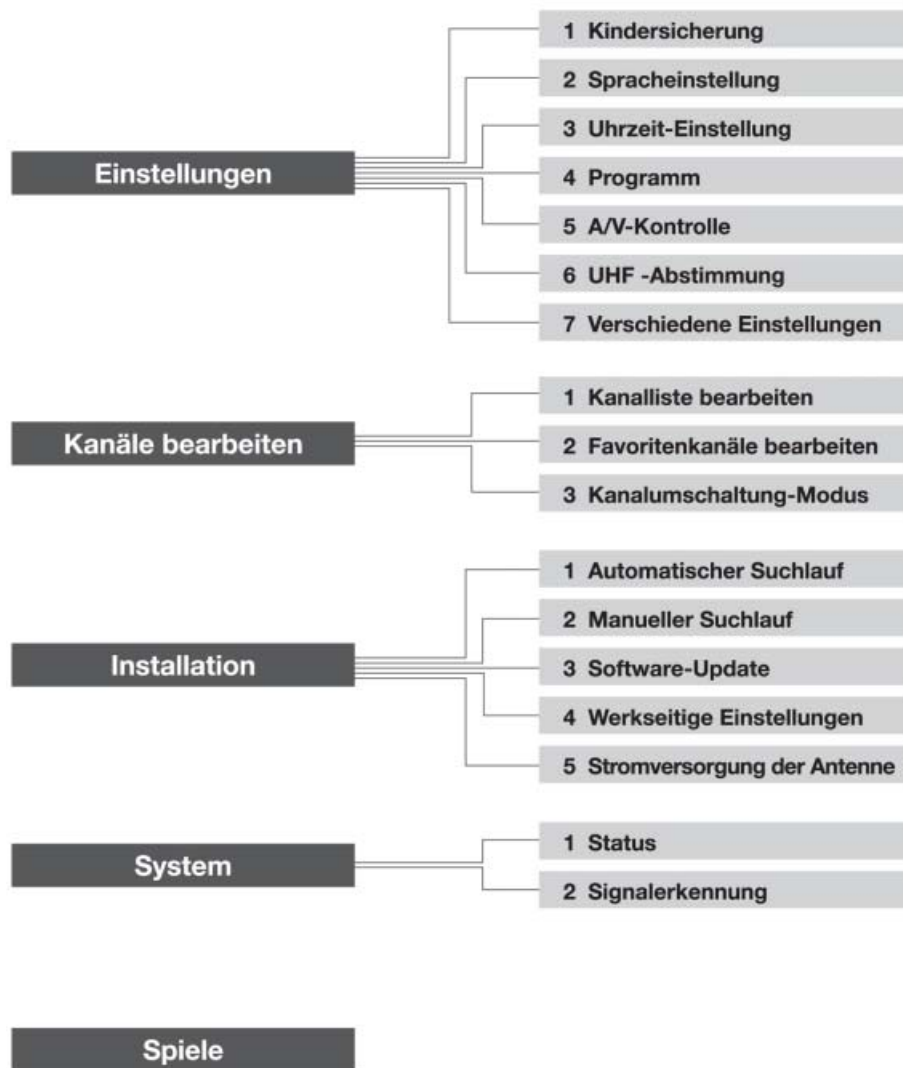 Einstellungen
1 Kindersicherung
2 Spracheinstellung
3 Uhrzeit-Einstellung
4 Programm
5 A/V-Kontrolle
6 UHF -Abstimmung
7 Verschiedene Einstellungen
Kanäle bearbeiten
1 Kanalliste bearbeiten
2 Favoritenkanäle bearbeiten
3 Kanalumschaltung-Modus
Installation
1 Automatischer Suchlauf
2 Manueller Suchlauf
3 Software-Update
4 Werkseitige Einstellungen
5 Stromversorgung der Antenne
System
1 Status
2 Signalerkennung
Spiele